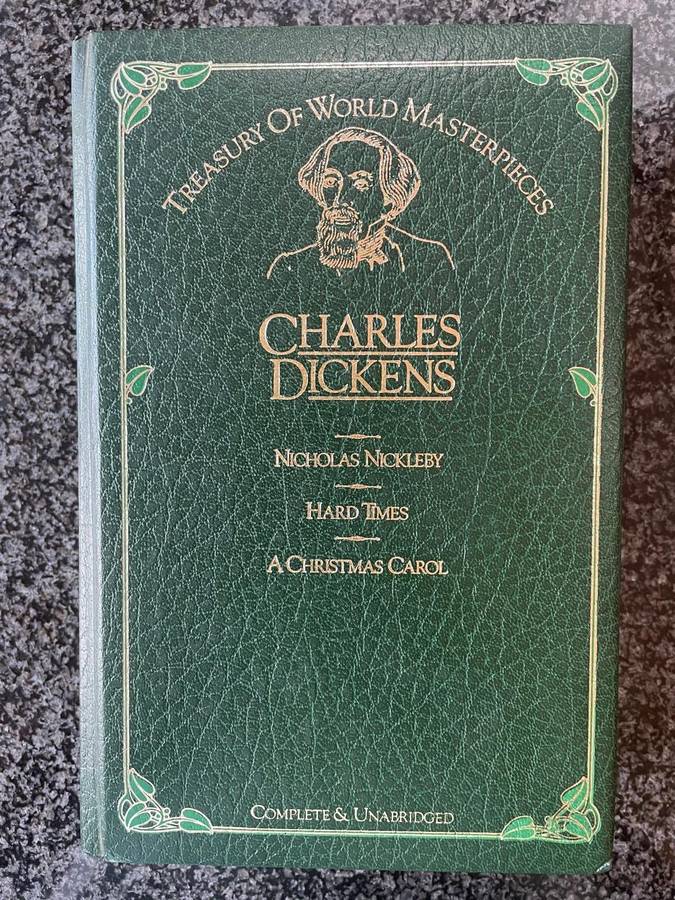 Treasury Of World Masterpieces
Charles
Dickens
Nicholas Nickleby
Hard Times
A Christmas Carol
Complete & Unabridged